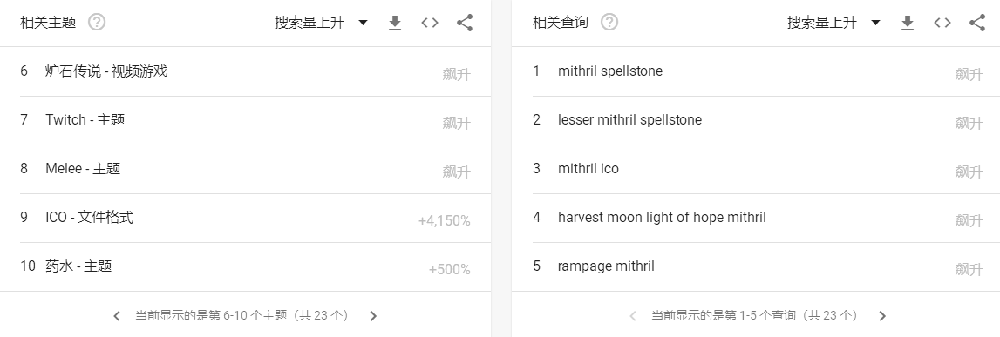 相关主题 ? 搜索量上升
6 炉石传说 - 视频游戏 飙升
7 Twitch - 主题 飙升
8 Melee - 主题 飙升
9 ICO - 文件格式 +4,150%
10 药水 - 主题 +500%
当前显示的是第 6-10 个主题（共 23 个）
相关查询 ? 搜索量上升
1 mithril spellstone 飙升
2 lesser mithril spellstone 飙升
3 mithril ico 飙升
4 harvest moon light of hope mithril 飙升
5 rampage mithril 飙升
当前显示的是第 1-5 个查询（共 23 个）